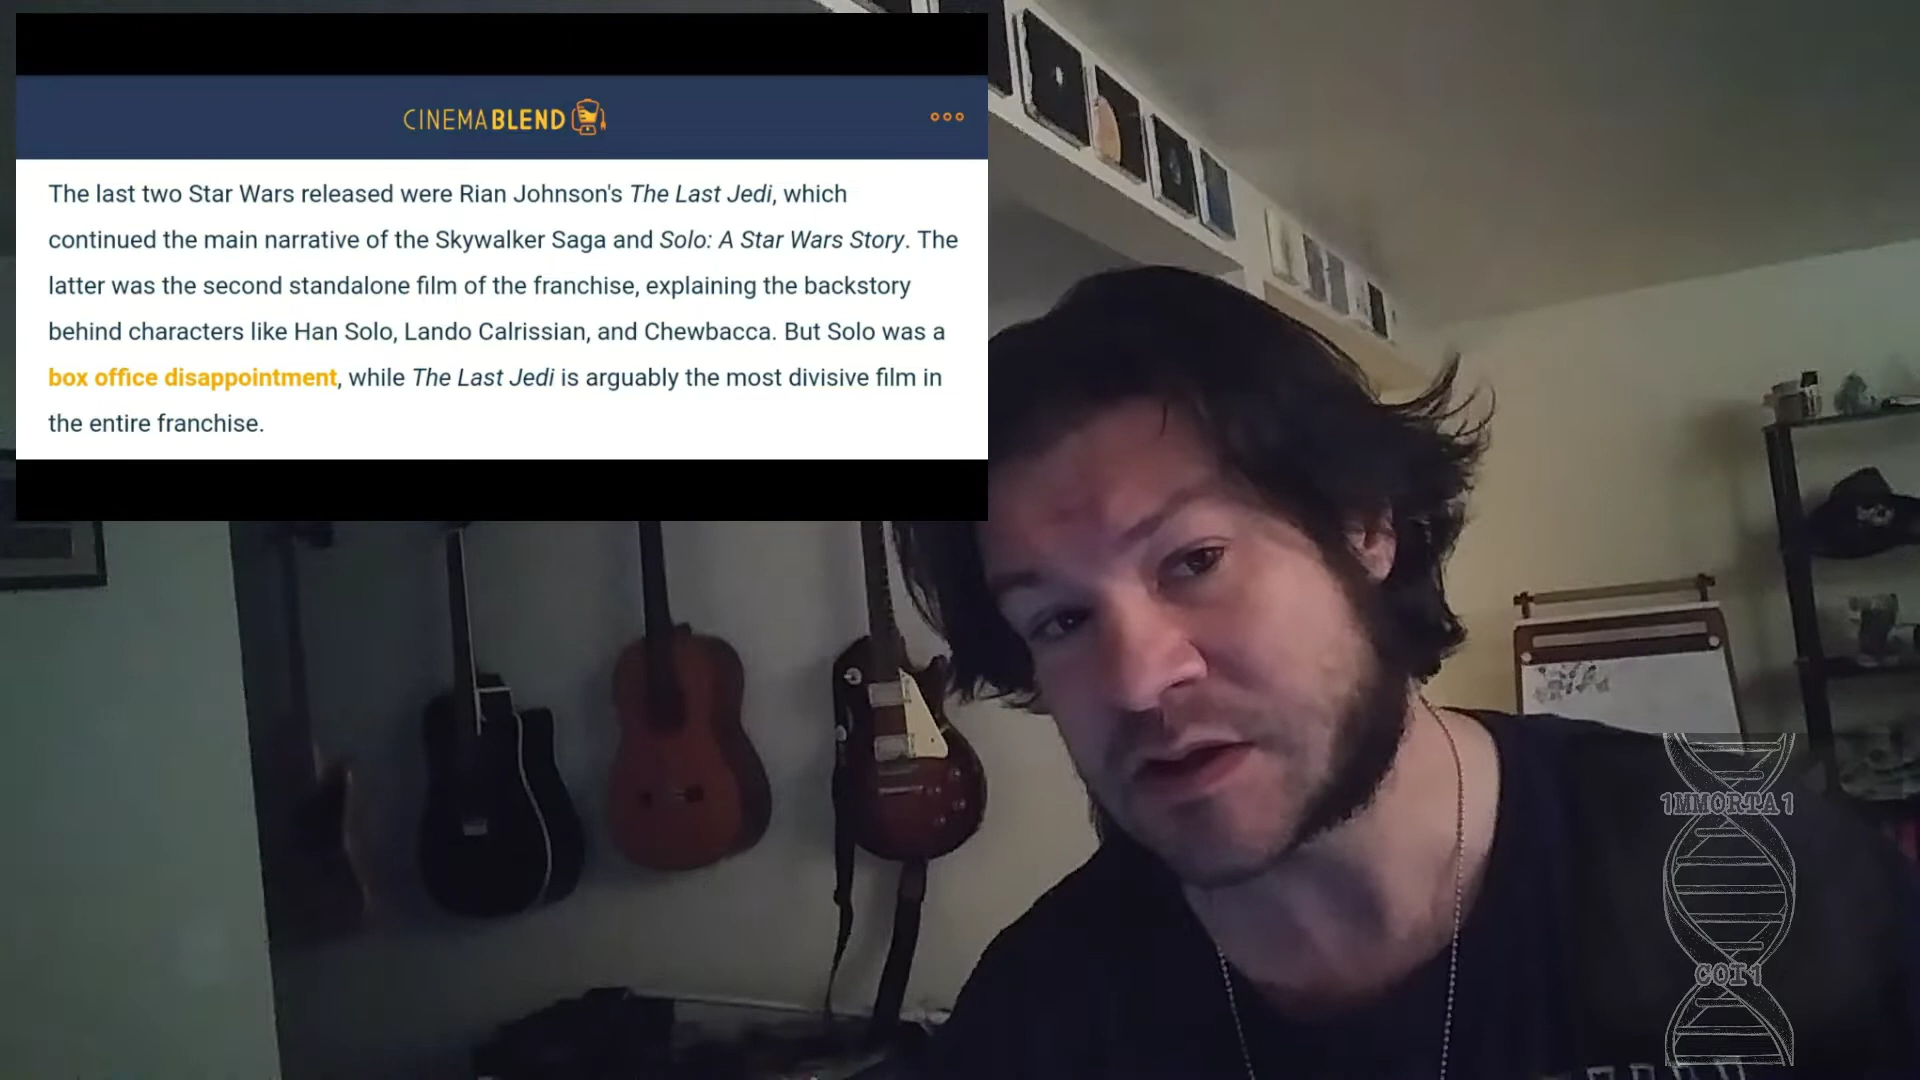 CINEMABLEND
The last two Star Wars released were Rian Johnson's The Last Jedi, which
continued the main narrative of the Skywalker Saga and Solo: A Star Wars Story. The
latter was the second standalone film of the franchise, explaining the backstory
behind characters like Han Solo, Lando Calrissian, and Chewbacca. But Solo was a
box office disappointment, while The Last Jedi is arguably the most divisive film in
the entire franchise.
1MMORTA1
COT1